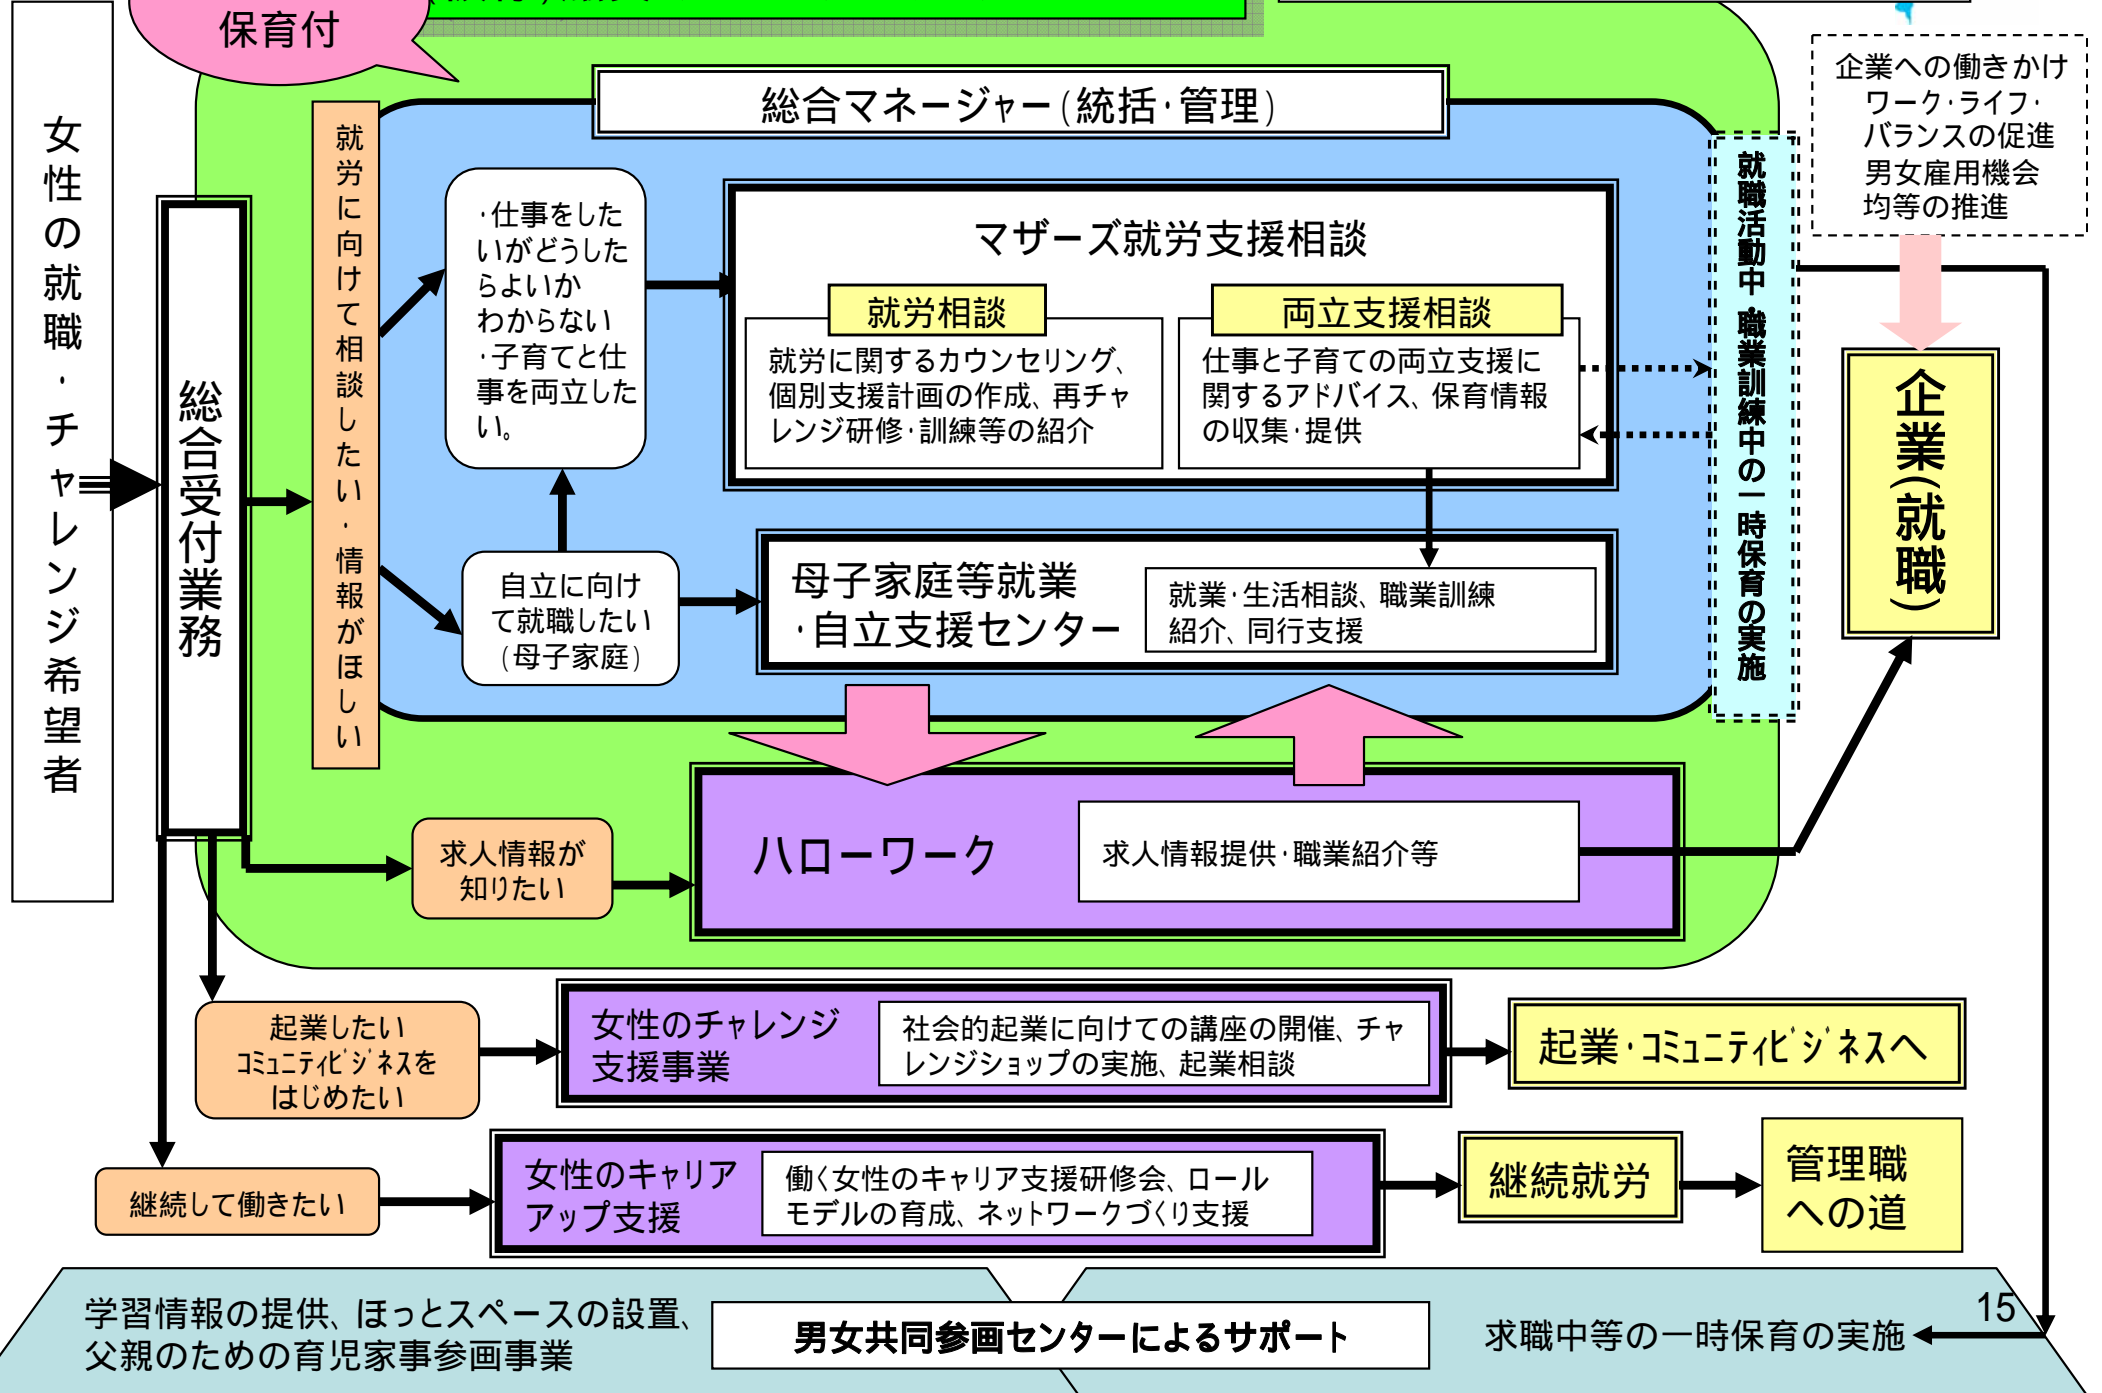 保育付
総合マネージャー(統括・管理)
企業への働きかけ
ワーク・ライフ・
バランスの促進
男女雇用機会
均等の推進
女性の就職・チャレンジ希望者
総合受付業務
就労に向けて相談したい・情報がほしい
・仕事をした
いがどうした
らよいか
わからない
・子育てと仕
事を両立した
い。
マザーズ就労支援相談
就労相談
就労に関するカウンセリング、
個別支援計画の作成、再チャ
レンジ研修・訓練等の紹介
両立支援相談
仕事と子育ての両立支援に
関するアドバイス、保育情報
の収集・提供
就職活動中・職業訓練中の一時保育の実施
企業(就職)
自立に向け
て就職したい
(母子家庭)
母子家庭等就業
・自立支援センター
就業・生活相談、職業訓練
紹介、同行支援
求人情報が
知りたい
ハローワーク
求人情報提供・職業紹介等
起業したい
コミュニティビジネスを
はじめたい
女性のチャレンジ
支援事業
社会的起業に向けての講座の開催、チャ
レンジショップの実施、起業相談
起業・コミュニティビジネスへ
継続して働きたい
女性のキャリア
アップ支援
働く女性のキャリア支援研修会、ロール
モデルの育成、ネットワークづくり支援
継続就労
管理職
への道
学習情報の提供、ほっとスペースの設置、
父親のための育児家事参画事業
男女共同参画センターによるサポート
求職中等の一時保育の実施
15